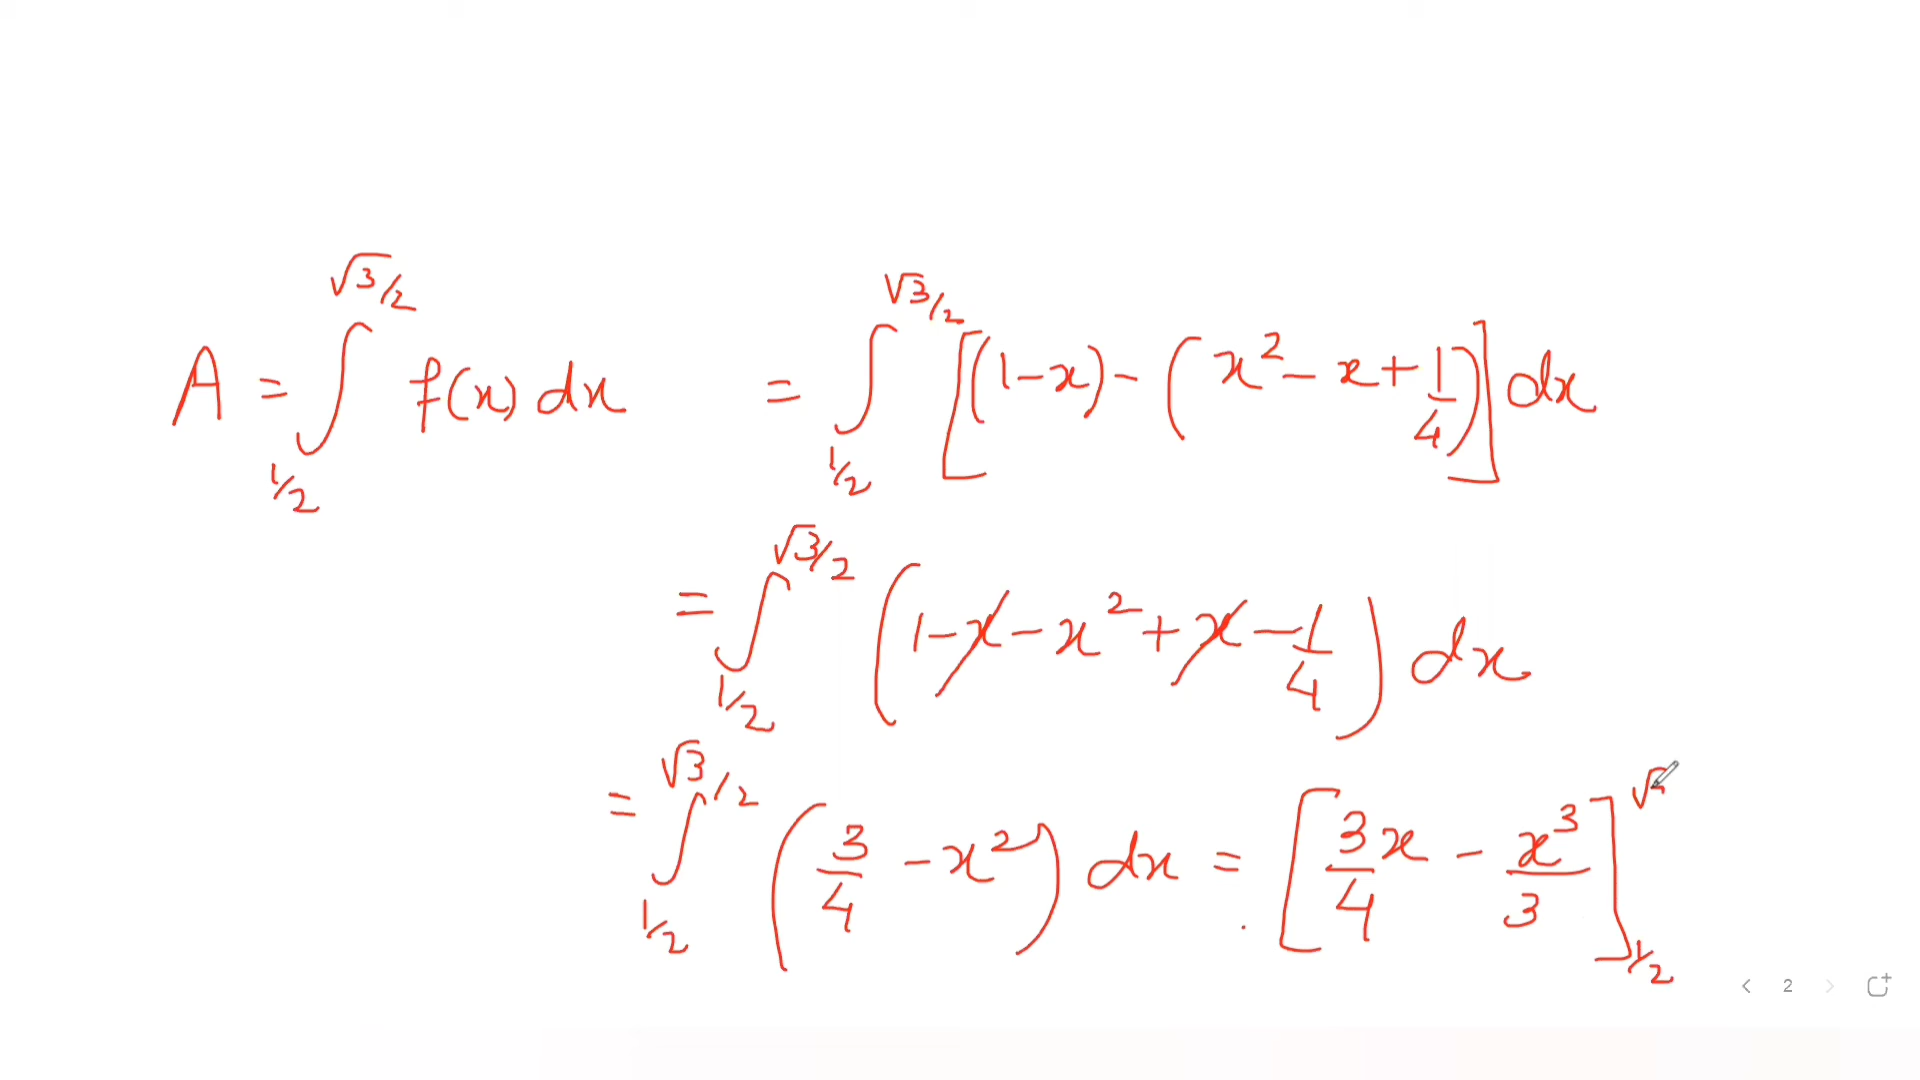 A = ∫_{1/2}^{√3/2} f(x) dx = ∫_{1/2}^{√3/2} [(1-x) - (x² - x + 1/4)] dx
= ∫_{1/2}^{√3/2} (1 - x - x² + x - 1/4) dx
= ∫_{1/2}^{√3/2} (3/4 - x²) dx = [3/4 x - x³/3]_{1/2}^{√}
2